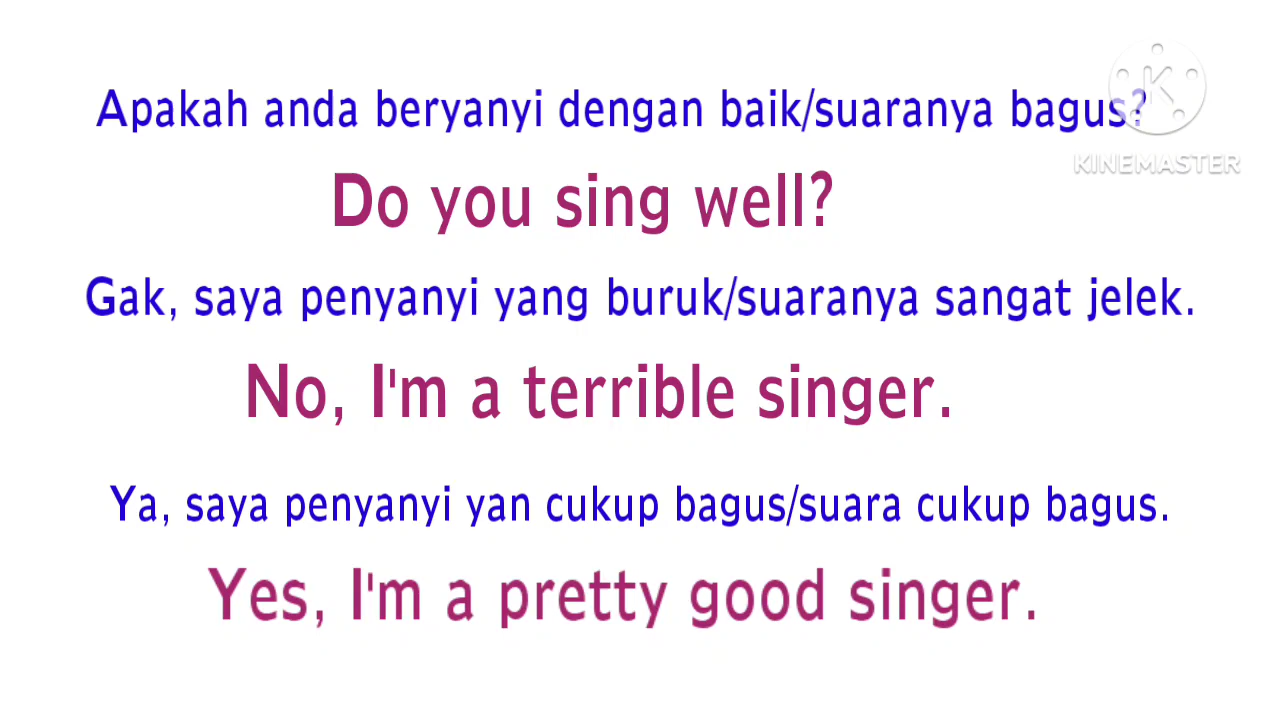 Apakah anda beryanyi dengan baik/suaranya bagus?
KINEMASTER
Do you sing well?
Gak, saya penyanyi yang buruk/suaranya sangat jelek.
No, I'm a terrible singer.
Ya, saya penyanyi yan cukup bagus/suara cukup bagus.
Yes, I'm a pretty good singer.